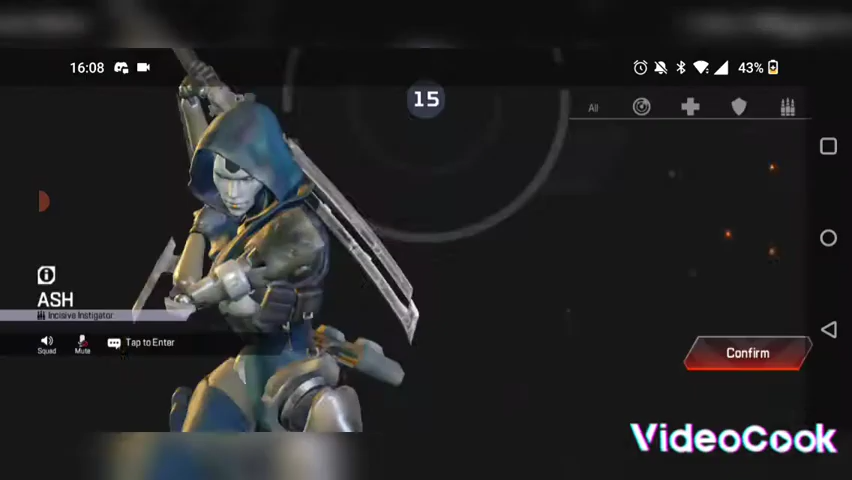 16:08
43%
15
All
ASH
Incisive Instigator
Squad
Mute
Tap to Enter
Confirm
VideoCook